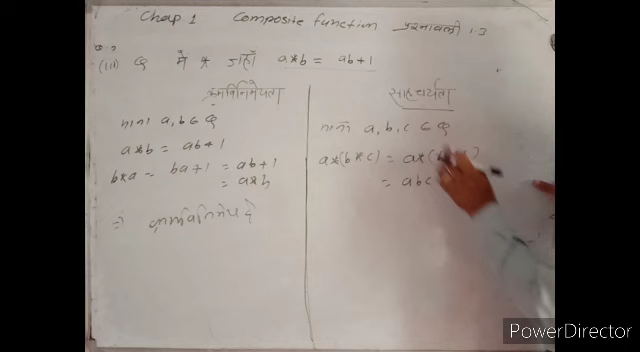 Chap 1 Composite function प्रश्नावली 1.3
Q.2
(iii) Q में * जहाँ a*b = ab+1
क्रमविनिमेयता
माना a, b ∈ Q
a*b = ab+1
b*a = ba+1 = ab+1
= a*b
⇒ क्रमविनिमेय है
साहचर्यता
माना a, b, c ∈ Q
a*(b*c) = a*(
= abc
PowerDirector